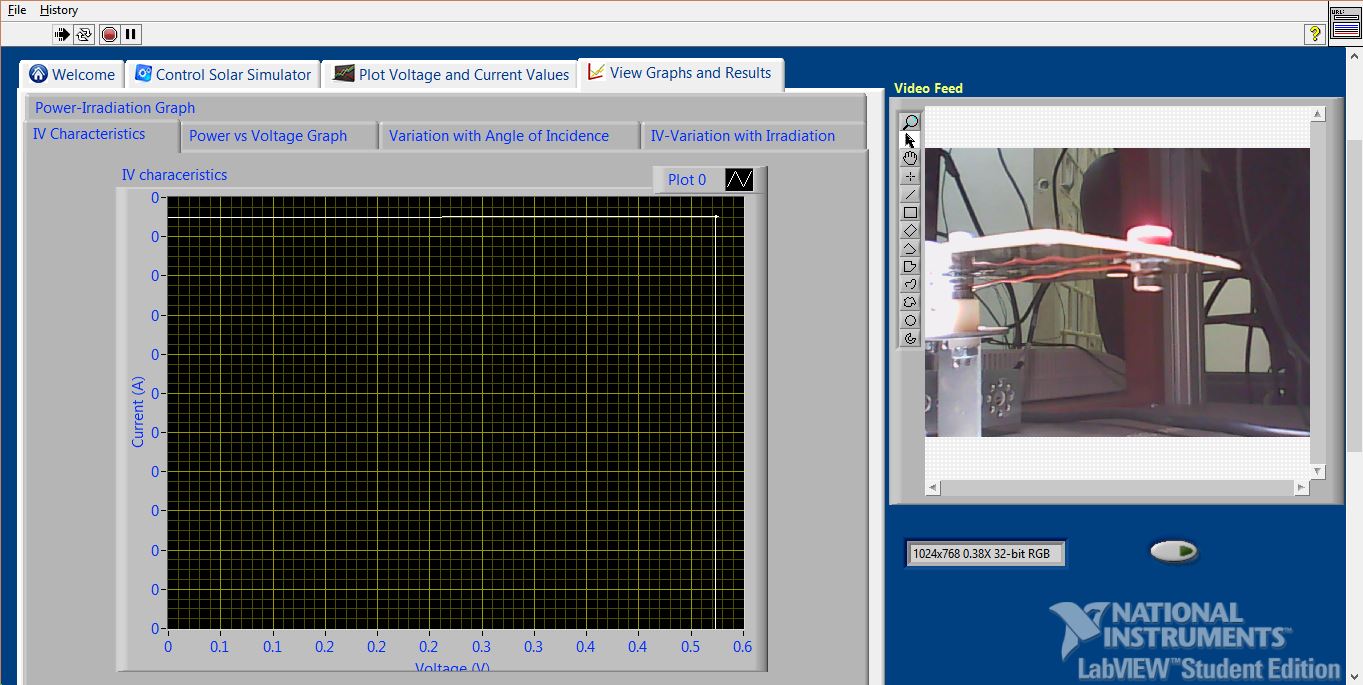 File History
URL:
?
Welcome Control Solar Simulator Plot Voltage and Current Values View Graphs and Results
Power-Irradiation Graph
IV Characteristics Power vs Voltage Graph Variation with Angle of Incidence IV-Variation with Irradiation
IV characeristics
Plot 0
0
0
0
0
0
0
0
0
0
0
0
0
Current (A)
0 0.1 0.1 0.2 0.2 0.2 0.3 0.3 0.4 0.4 0.5 0.6
Voltage (V)
Video Feed
1024x768 0.38X 32-bit RGB
NATIONAL
INSTRUMENTS™
LabVIEW™ Student Edition